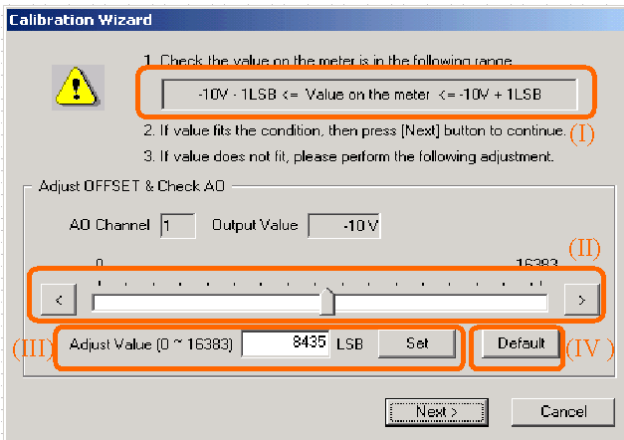 Calibration Wizard
1. Check the value on the meter is in the following range
-10V - 1LSB <= Value on the meter <= -10V + 1LSB
(I)
2. If value fits the condition, then press [Next] button to continue.
3. If value does not fit, please perform the following adjustment.
Adjust OFFSET & Check AO
AO Channel 1 Output Value -10 V
(II)
0 16383
< >
(III) Adjust Value (0 ~ 16383) 8435 LSB Set Default (IV )
Next > Cancel